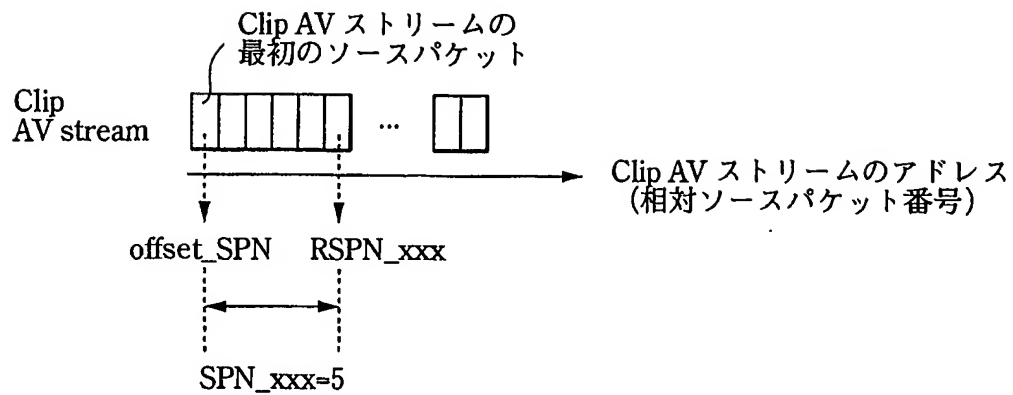 Clip AV ストリームの
最初のソースパケット
Clip
AV stream
...
Clip AV ストリームのアドレス
(相対ソースパケット番号)
offset_SPN RSPN_xxx
SPN_xxx=5